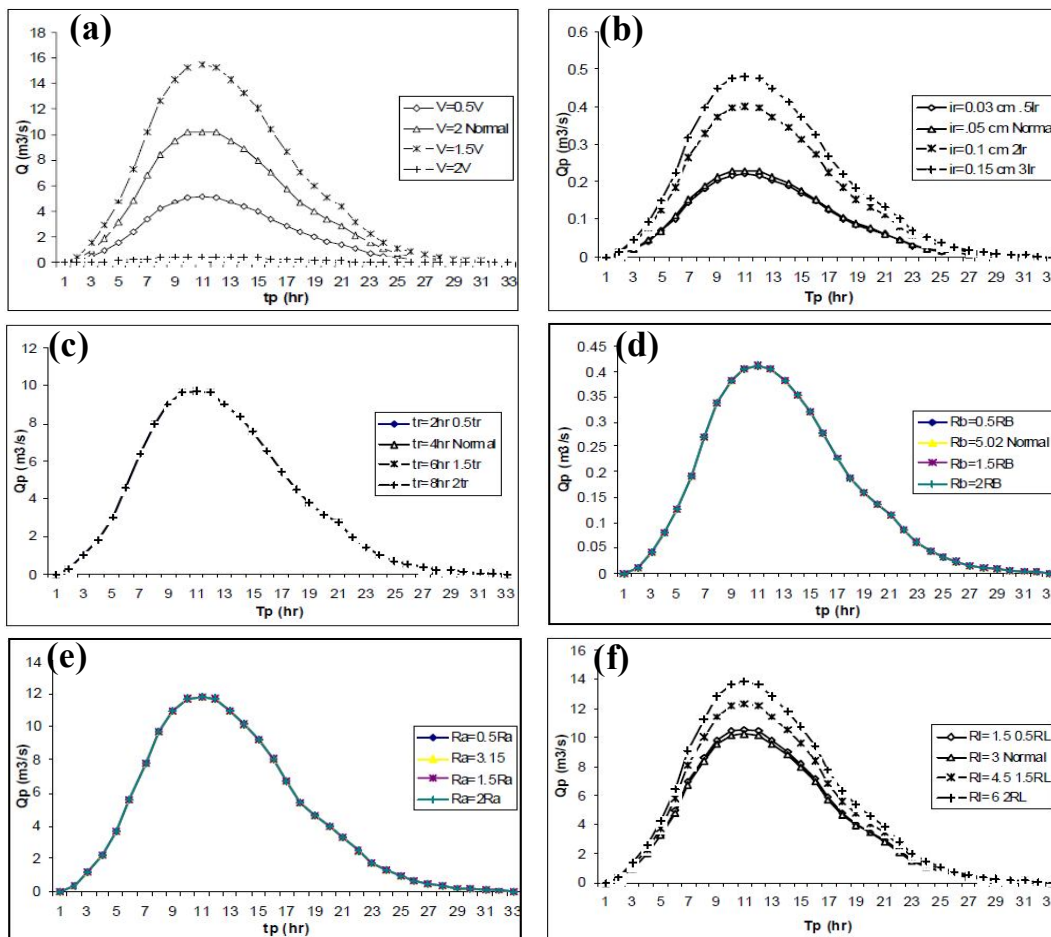 (a)
Q (m3/s)
18
16
14
12
10
8
6
4
2
0
1 3 5 7 9 11 13 15 17 19 21 23 25 27 29 31 33
tp (hr)
V=0.5V
V=2 Normal
V=1.5V
V=2V
(b)
Qp (m3/s)
0.6
0.5
0.4
0.3
0.2
0.1
0
1 3 5 7 9 11 13 15 17 19 21 23 25 27 29 31 33
Tp (hr)
ir=0.03 cm .5Ir
ir=.05 cm Normal
ir=0.1 cm 2Ir
ir=0.15 cm 3Ir
(c)
Qp (m3/s)
12
10
8
6
4
2
0
1 3 5 7 9 11 13 15 17 19 21 23 25 27 29 31 33
Tp (hr)
tr=2hr 0.5tr
tr=4hr Normal
tr=6hr 1.5tr
tr=8hr 2tr
(d)
Qp (m3/s)
0.45
0.4
0.35
0.3
0.25
0.2
0.15
0.1
0.05
0
1 3 5 7 9 11 13 15 17 19 21 23 25 27 29 31 33
tp (hr)
Rb=0.5RB
Rb=5.02 Normal
Rb=1.5RB
Rb=2RB
(e)
Qp (m3/s)
14
12
10
8
6
4
2
0
1 3 5 7 9 11 13 15 17 19 21 23 25 27 29 31 33
tp (hr)
Ra=0.5Ra
Ra=3.15
Ra=1.5Ra
Ra=2Ra
(f)
Qp (m3/s)
16
14
12
10
8
6
4
2
0
1 3 5 7 9 11 13 15 17 19 21 23 25 27 29 31 33
Tp (hr)
Rl=1.5 0.5RL
Rl=3 Normal
Rl=4.5 1.5RL
Rl=6 2RL